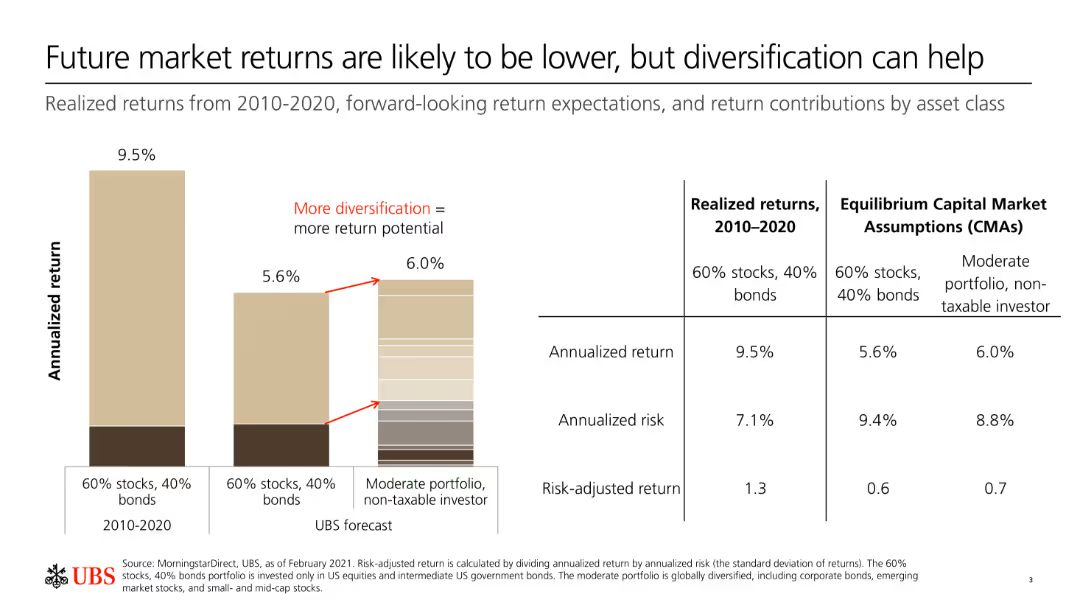 Future market returns are likely to be lower, but diversification can help
Realized returns from 2010-2020, forward-looking return expectations, and return contributions by asset class
Annualized return
9.5%
5.6%
More diversification =
more return potential
6.0%
60% stocks, 40%
bonds
60% stocks, 40%
bonds
Moderate portfolio,
non-taxable investor
2010-2020
UBS forecast
Realized returns,
2010–2020
Equilibrium Capital Market
Assumptions (CMAs)
60% stocks, 40%
bonds
60% stocks,
40% bonds
Moderate
portfolio, non-
taxable investor
Annualized return 9.5% 5.6% 6.0%
Annualized risk 7.1% 9.4% 8.8%
Risk-adjusted return 1.3 0.6 0.7
UBS
Source: MorningstarDirect, UBS, as of February 2021. Risk-adjusted return is calculated by dividing annualized return by annualized risk (the standard deviation of returns). The 60%
stocks, 40% bonds portfolio is invested only in US equities and intermediate US government bonds. The moderate portfolio is globally diversified, including corporate bonds, emerging
market stocks, and small- and mid-cap stocks.
3